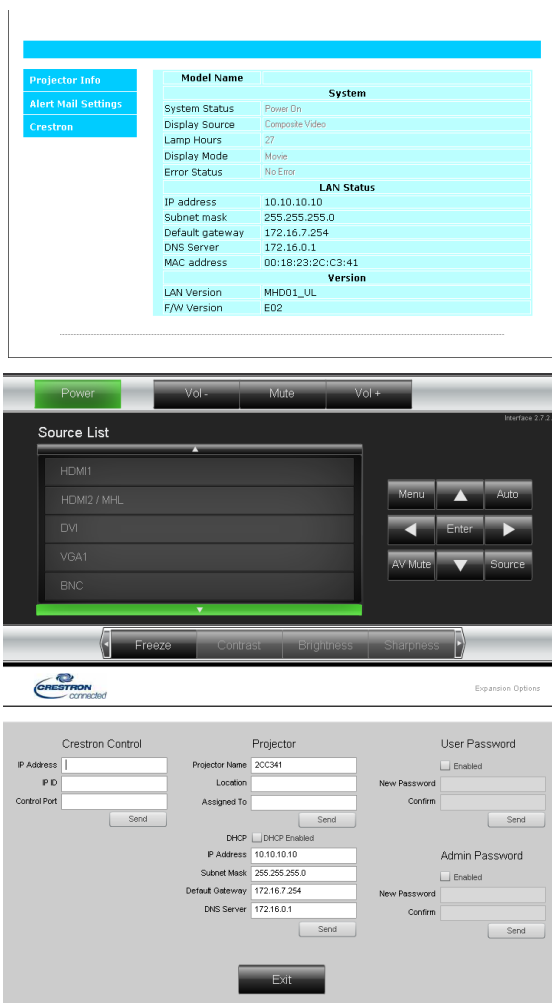 Model Name
Projector Info
Alert Mail Settings
Crestron
System
System Status Power On
Display Source Composite Video
Lamp Hours 27
Display Mode Movie
Error Status No Error
LAN Status
IP address 10.10.10.10
Subnet mask 255.255.255.0
Default gateway 172.16.7.254
DNS Server 172.16.0.1
MAC address 00:18:23:2C:C3:41
Version
LAN Version MHD01_UL
F/W Version E02
Power Vol - Mute Vol +
Interface 2.7.2.
Source List
HDMI1
HDMI2 / MHL
DVI
VGA1
BNC
Menu Auto
Enter
AV Mute Source
Freeze Contrast Brightness Sharpness
CRESTRON
connected
Expansion Options
Crestron Control
IP Address
IP ID
Control Port
Send
Projector
Projector Name 2CC341
Location
Assigned To
Send
DHCP DHCP Enabled
IP Address 10.10.10.10
Subnet Mask 255.255.255.0
Default Gateway 172.16.7.254
DNS Server 172.16.0.1
Send
User Password
Enabled
New Password
Confirm
Send
Admin Password
Enabled
New Password
Confirm
Send
Exit